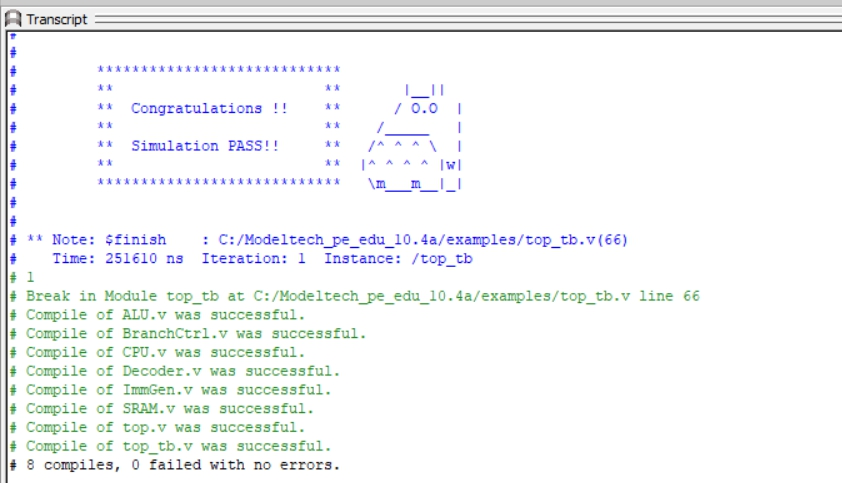 Transcript
#
#
#         ****************************
#         **                        **       |__||
#         **  Congratulations !!    **      / O.O  |
#         **                        **    /_____   |
#         **  Simulation PASS!!     **   /^ ^ ^ \  |
#         **                        **  |^ ^ ^ ^ |w|
#         ****************************   \m___m__|_|
#
#
# ** Note: $finish    : C:/Modeltech_pe_edu_10.4a/examples/top_tb.v(66)
#    Time: 251610 ns  Iteration: 1  Instance: /top_tb
# 1
# Break in Module top_tb at C:/Modeltech_pe_edu_10.4a/examples/top_tb.v line 66
# Compile of ALU.v was successful.
# Compile of BranchCtrl.v was successful.
# Compile of CPU.v was successful.
# Compile of Decoder.v was successful.
# Compile of ImmGen.v was successful.
# Compile of SRAM.v was successful.
# Compile of top.v was successful.
# Compile of top_tb.v was successful.
# 8 compiles, 0 failed with no errors.